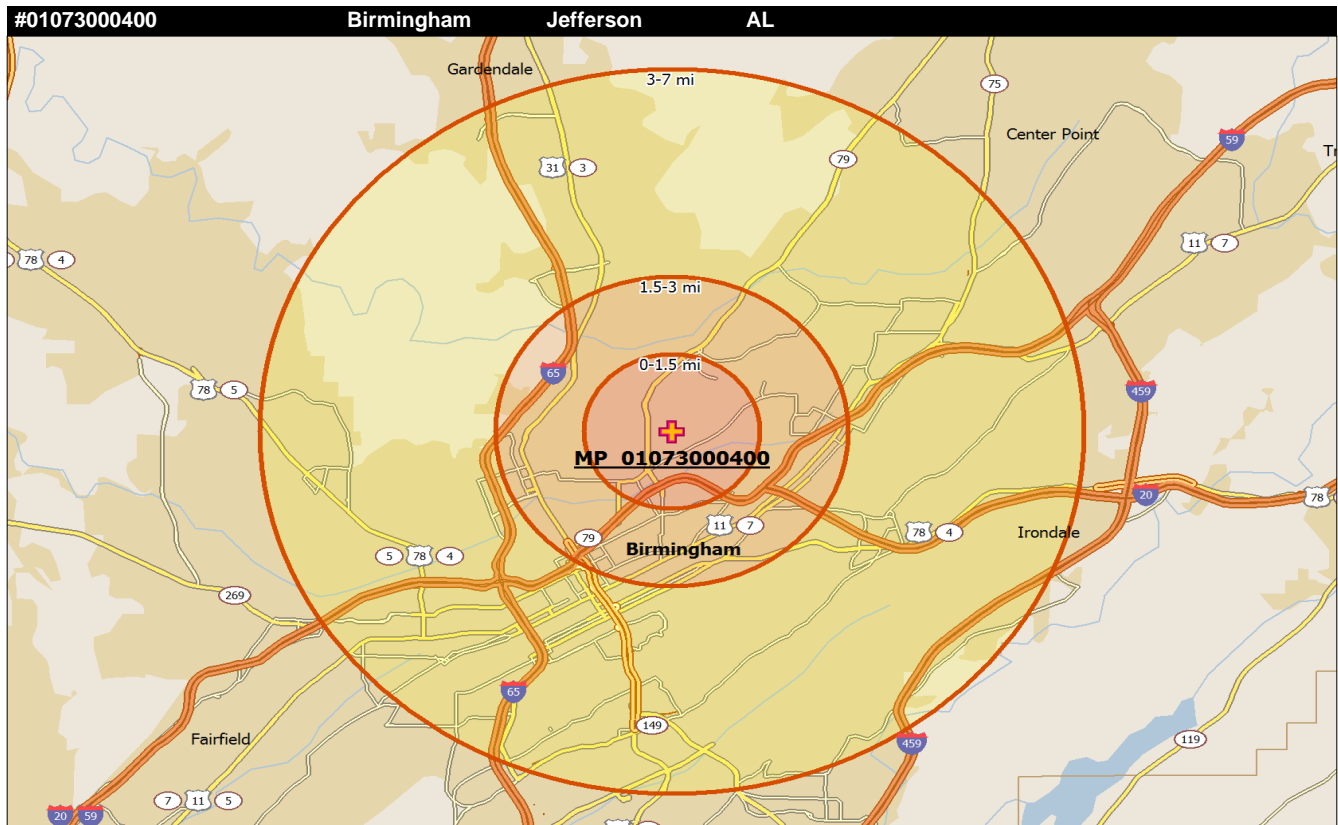 #01073000400 Birmingham Jefferson AL
Gardendale
3-7 mi
75
Center Point
59
79
31 3
11 7
78 4
1.5-3 mi
0-1.5 mi
65
78 5
459
MP 01073000400
20
78
11 7
79
78 4
Irondale
Birmingham
5 78 4
269
65
149
Fairfield
459
119
7 11 5
20 59